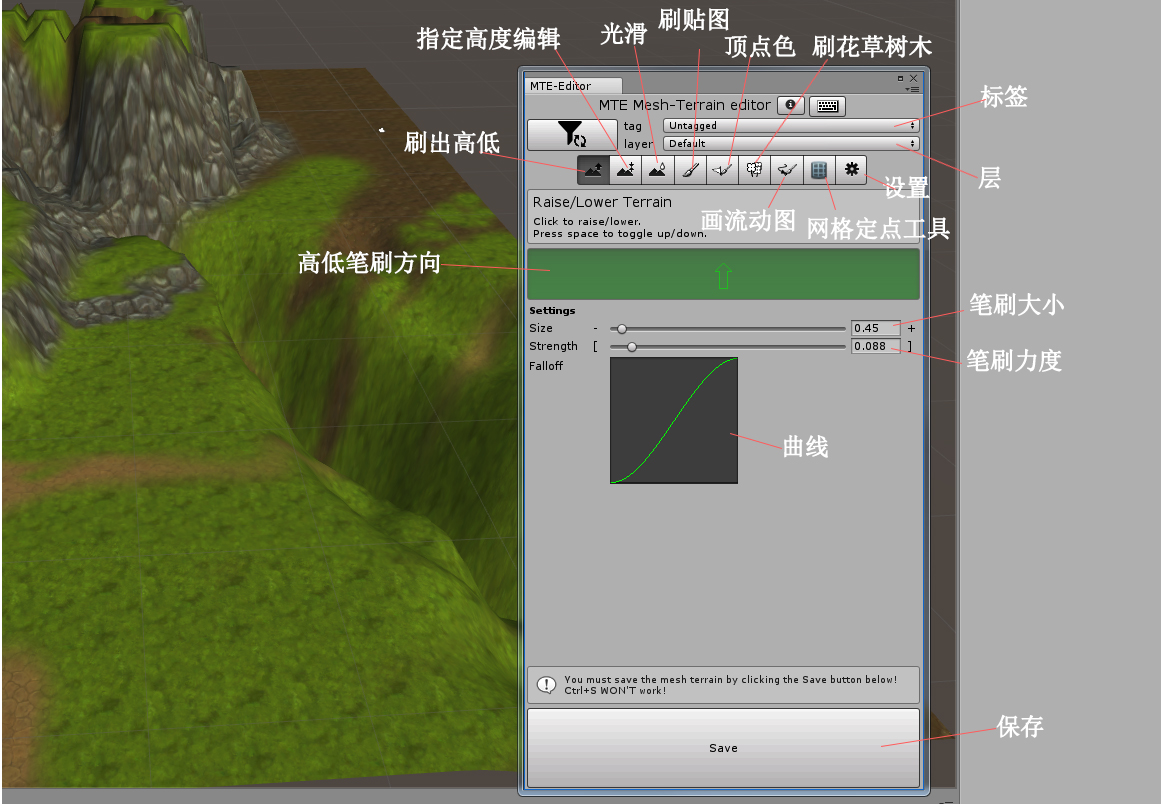 刷贴图
指定高度编辑
光滑
顶点色
刷花草树木
MTE-Editor
MTE Mesh-Terrain editor
标签
tag
Untagged
刷出高低
layer
Default
层
设置
Raise/Lower Terrain
画流动图
网格定点工具
Click to raise/lower.
Press space to toggle up/down.
高低笔刷方向
笔刷大小
Settings
Size - 0.45 +
Strength [ 0.088 ]
笔刷力度
Falloff
曲线
You must save the mesh terrain by clicking the Save button below!
Ctrl+S WON'T work!
保存
Save